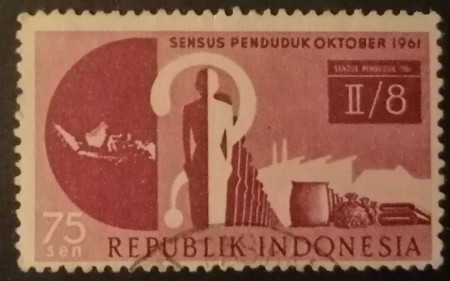 SENSUS PENDUDUK OKTOBER 1961
SENSUS PENDUDUK 1961
II/8
75
sen
REPUBLIK INDONESIA